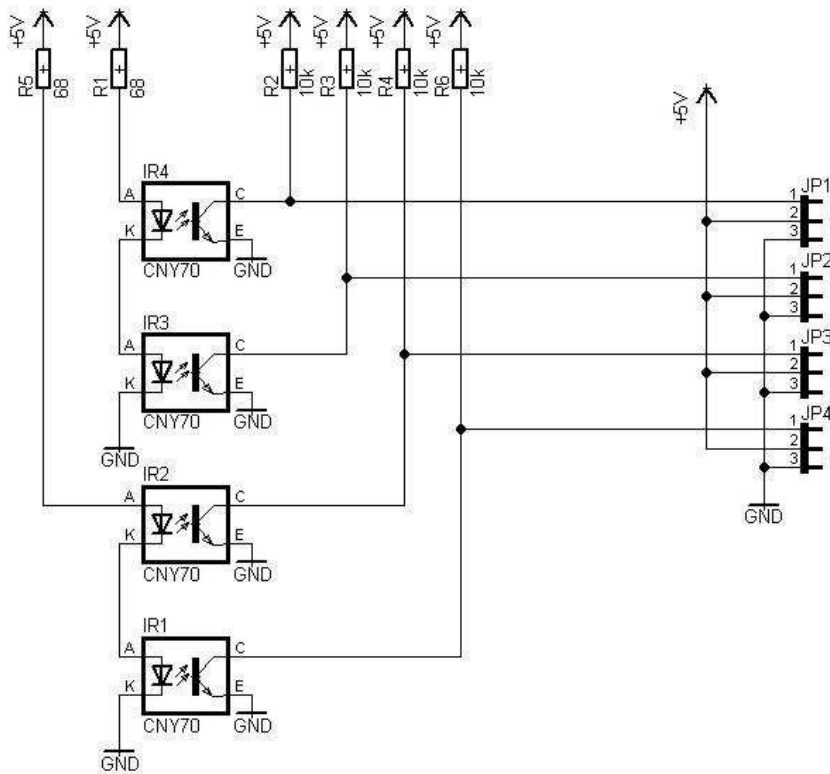 +5V +5V +5V +5V +5V +5V
R5 68 R1 68 R2 10k R3 10k R4 10k R6 10k
+5V
IR4
A C
K E
CNY70 GND
JP1
1
2
3
JP2
1
2
3
IR3
A C
K E
CNY70 GND
GND
JP3
1
2
3
JP4
1
2
3
GND
IR2
A C
K E
CNY70 GND
IR1
A C
K E
CNY70 GND
GND